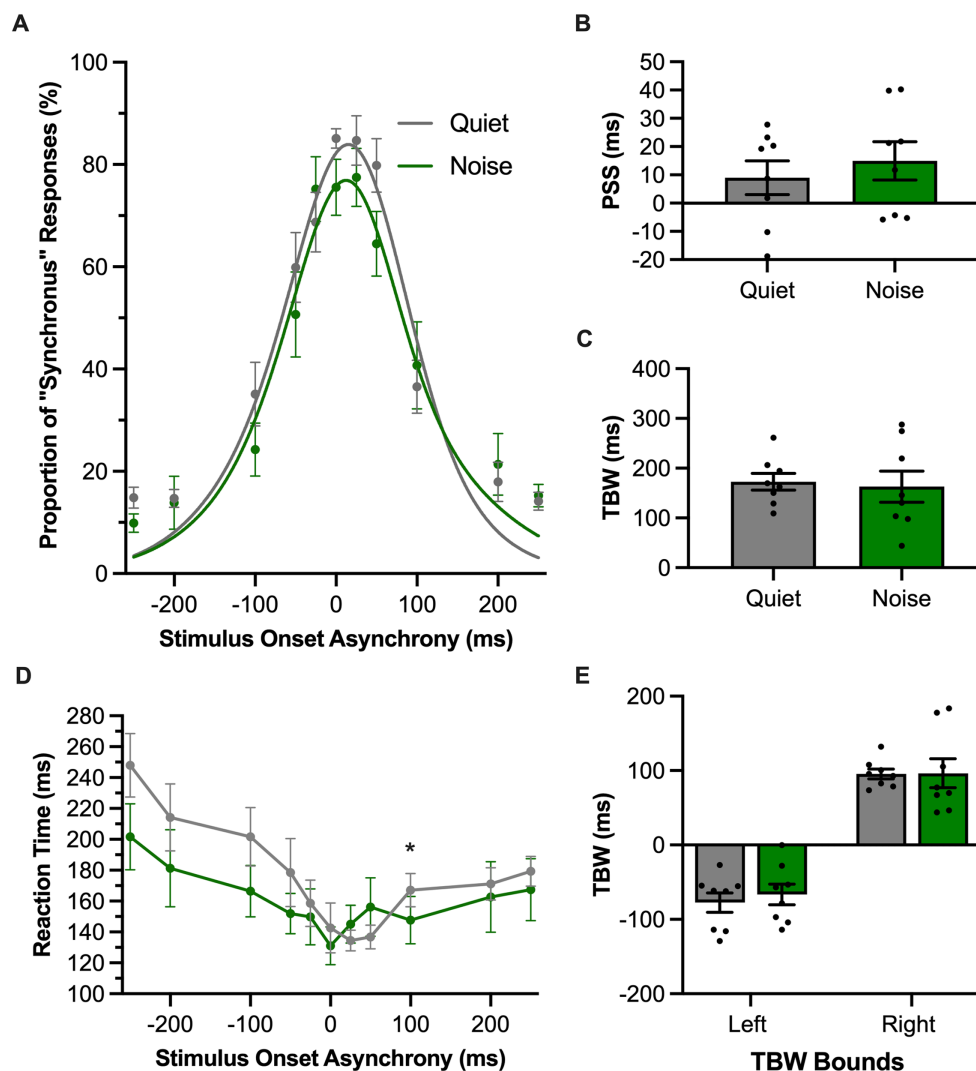 A
Proportion of "Synchronus" Responses (%)
100
80
60
40
20
0
-200 -100 0 100 200
Stimulus Onset Asynchrony (ms)
Quiet
Noise
B
PSS (ms)
50
40
30
20
10
0
-10
-20
Quiet Noise
C
TBW (ms)
400
300
200
100
0
Quiet Noise
D
Reaction Time (ms)
280
260
240
220
200
180
160
140
120
100
*
-200 -100 0 100 200
Stimulus Onset Asynchrony (ms)
E
TBW (ms)
200
100
0
-100
-200
Left Right
TBW Bounds